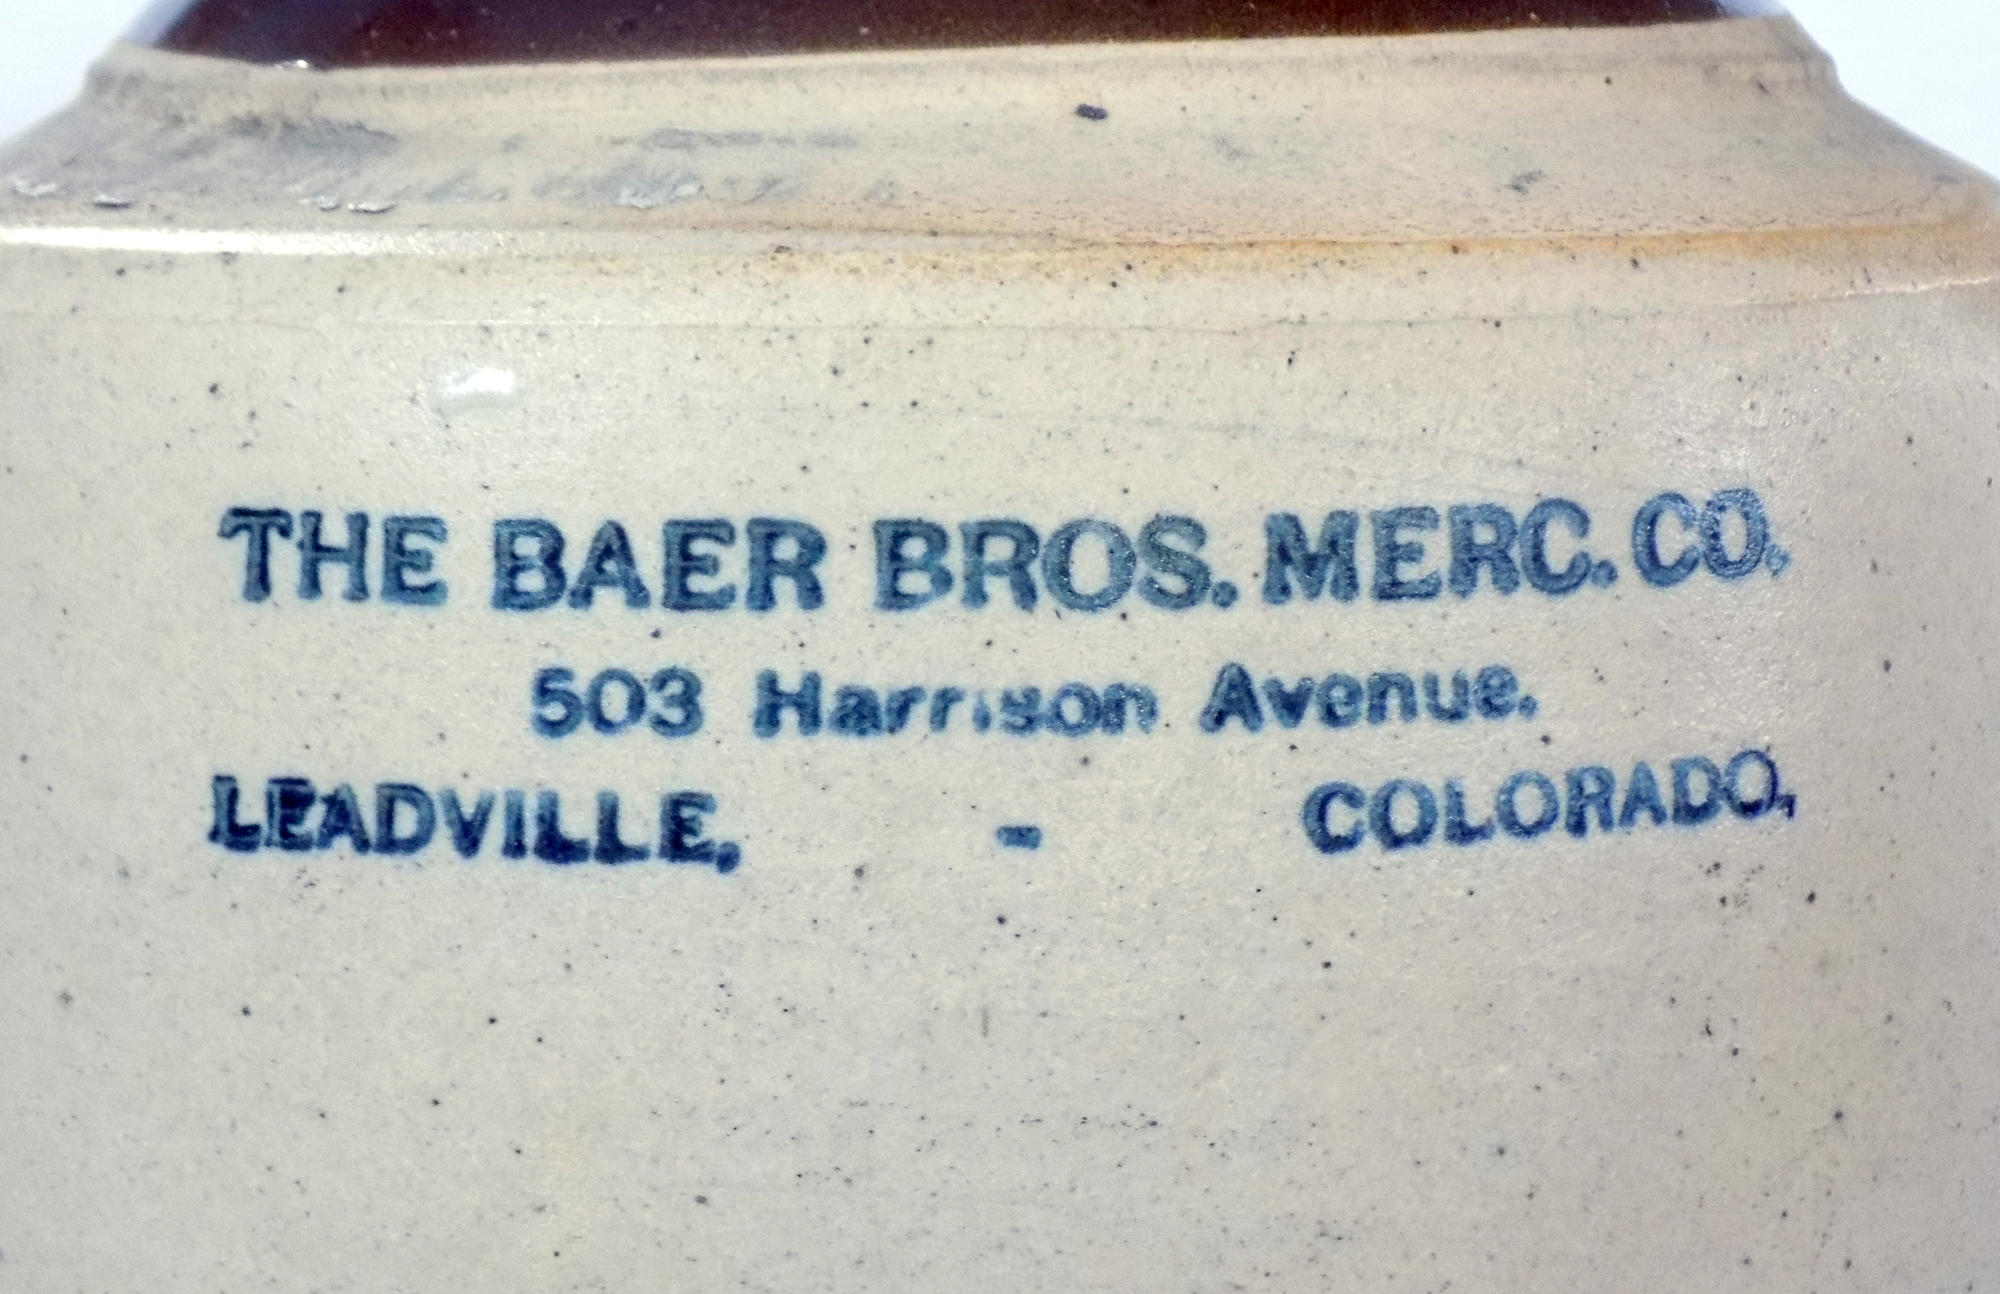 THE BAER BROS. MERC. CO.
503 Harrison Avenue.
LEADVILLE, - COLORADO,